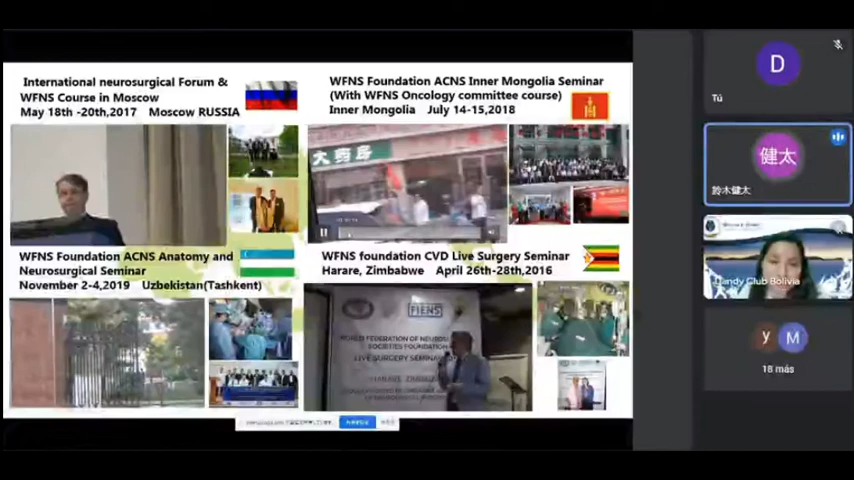 International neurosurgical Forum &
WFNS Course in Moscow
May 18th -20th,2017 Moscow RUSSIA
WFNS Foundation ACNS Inner Mongolia Seminar
(With WFNS Oncology committee course)
Inner Mongolia July 14-15,2018
大药房
WFNS Foundation ACNS Anatomy and
Neurosurgical Seminar
November 2-4,2019 Uzbekistan(Tashkent)
WFNS foundation CVD Live Surgery Seminar
Harare, Zimbabwe April 26th-28th,2016
FIENS
WORLD FEDERATION OF
SOCIETIES FOUNDATION
LIVE SURGERY SEMINAR
D
Tú
健太
鈴木健太
Dandy Club Bolivia
y M
18 más